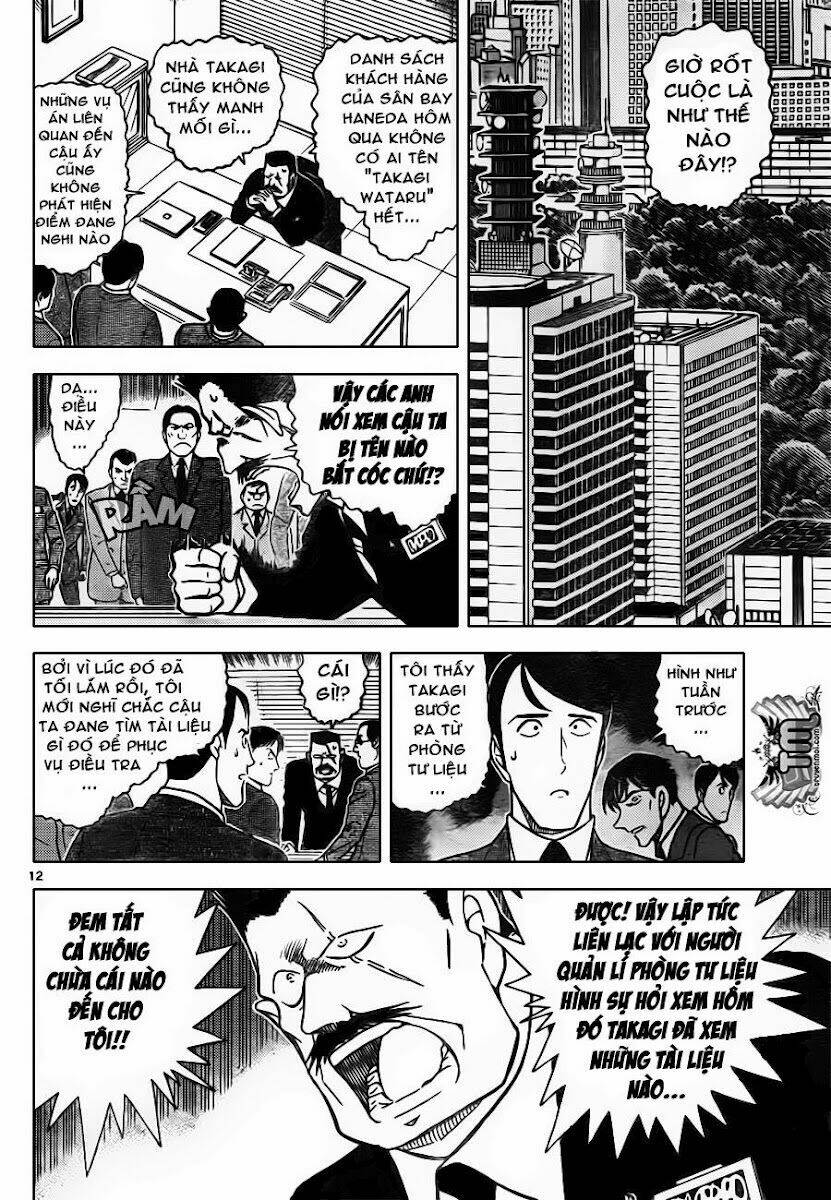 GIỜ RỐT
CUỘC LÀ
NHƯ THẾ
NÀO
ĐÂY!?
DANH SÁCH
KHÁCH HÀNG
CỦA SÂN BAY
HANEDA HÔM
QUA KHÔNG
CÓ AI TÊN
"TAKAGI
WATARU"
HẾT...
NHÀ TAKAGI
CŨNG KHÔNG
THẤY MANH
MỐI GÌ...
NHỮNG VỤ
ÁN LIÊN
QUAN ĐẾN
CẬU ẤY
CŨNG
KHÔNG
PHÁT HIỆN
ĐIỂM ĐANG
NGHI NÀO
VẬY CÁC ANH
NÓI XEM CẬU TA
BỊ TÊN NÀO
BẮT CÓC CHỨ!?
DẠ...
ĐIỀU
NÀY
...
RẦM
HÌNH NHƯ
TUẦN
TRƯỚC
...
TÔI THẤY
TAKAGI
BƯỚC
RA TỪ
PHÒNG
TƯ LIỆU
CÁI
GÌ!?
BỞI VÌ LÚC ĐÓ ĐÃ
TỐI LẮM RỒI, TÔI
MỚI NGHĨ CHẮC CẬU
TA ĐANG TÌM TÀI LIỆU
GÌ ĐÓ ĐỂ PHỤC
VỤ ĐIỀU TRA
...
12
ĐƯỢC! VẬY LẬP TỨC
LIÊN LẠC VỚI NGƯỜI
QUẢN LÍ PHÒNG TƯ LIỆU
HÌNH SỰ HỎI XEM HÔM
ĐÓ TAKAGI ĐÃ XEM
NHỮNG TÀI LIỆU
NÀO...
ĐEM TẤT
CẢ KHÔNG
CHỪA CÁI NÀO
ĐẾN CHO
TÔI!!